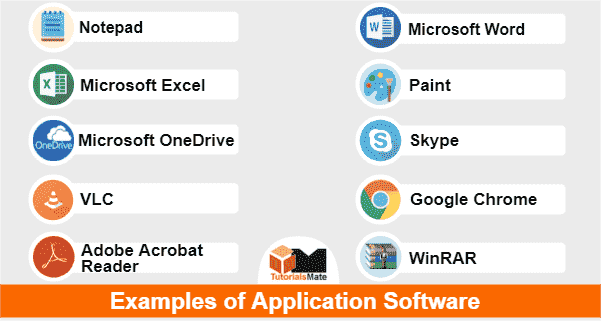 Notepad
Microsoft Word
Microsoft Excel
Paint
OneDrive
Microsoft OneDrive
Skype
VLC
Google Chrome
Adobe Acrobat
Reader
WinRAR
TutorialsMate
Examples of Application Software